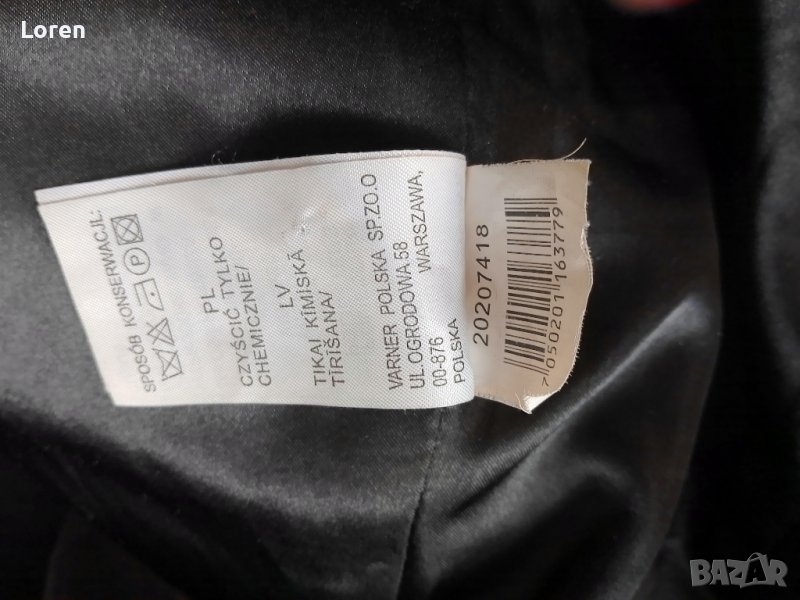 Loren
SPOSÓB KONSERWACJI:
PL
CZYŚCIĆ TYLKO
CHEMICZNIE/
LV
TIKAI ĶĪMISKĀ
TĪRĪŠANA/
VARNER POLSKA SP.ZO.O
UL.OGRODOWA 58
WARSZAWA,
00-876
POLSKA
20207418
7050201163779
BAZAR